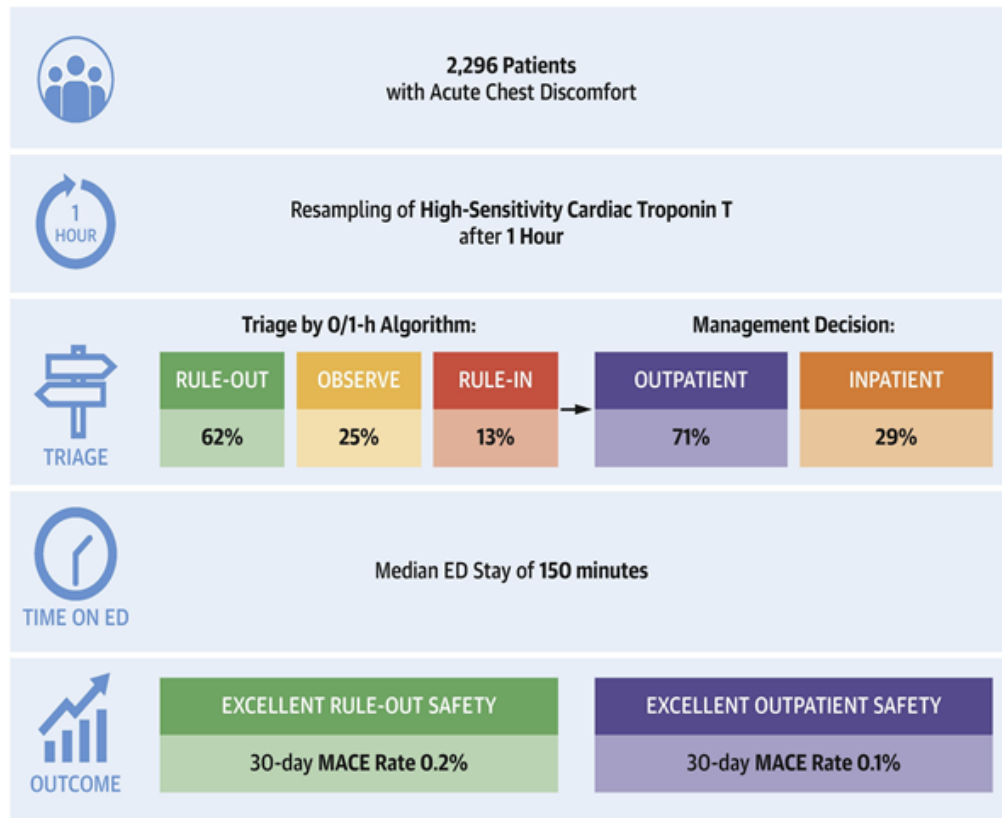 2,296 Patients
with Acute Chest Discomfort
1
HOUR
Resampling of High-Sensitivity Cardiac Troponin T
after 1 Hour
TRIAGE
Triage by 0/1-h Algorithm:
RULE-OUT
62%
OBSERVE
25%
RULE-IN
13%
Management Decision:
OUTPATIENT
71%
INPATIENT
29%
TIME ON ED
Median ED Stay of 150 minutes
OUTCOME
EXCELLENT RULE-OUT SAFETY
30-day MACE Rate 0.2%
EXCELLENT OUTPATIENT SAFETY
30-day MACE Rate 0.1%